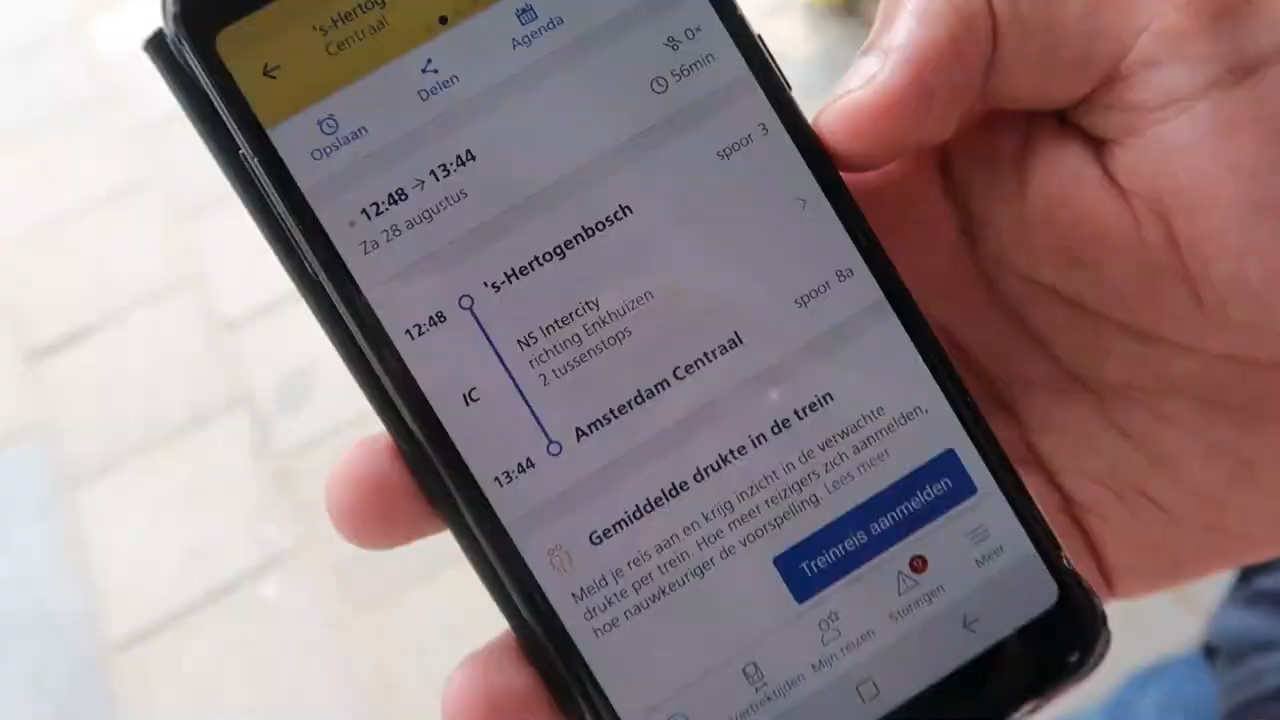 's-Hertog
Centraal
Opslaan
Delen
Agenda
12:48 → 13:44
0×
Za 28 augustus
56min.
12:48
's-Hertogenbosch
spoor 3
IC
NS Intercity
richting Enkhuizen
2 tussenstops
13:44
Amsterdam Centraal
spoor 8a
Gemiddelde drukte in de trein
Meld je reis aan en krijg inzicht in de verwachte
drukte per trein. Hoe meer reizigers zich aanmelden,
hoe nauwkeuriger de voorspelling. Lees meer
Treinreis aanmelden
Vertrektijden
Mijn reizen
Storingen
Meer